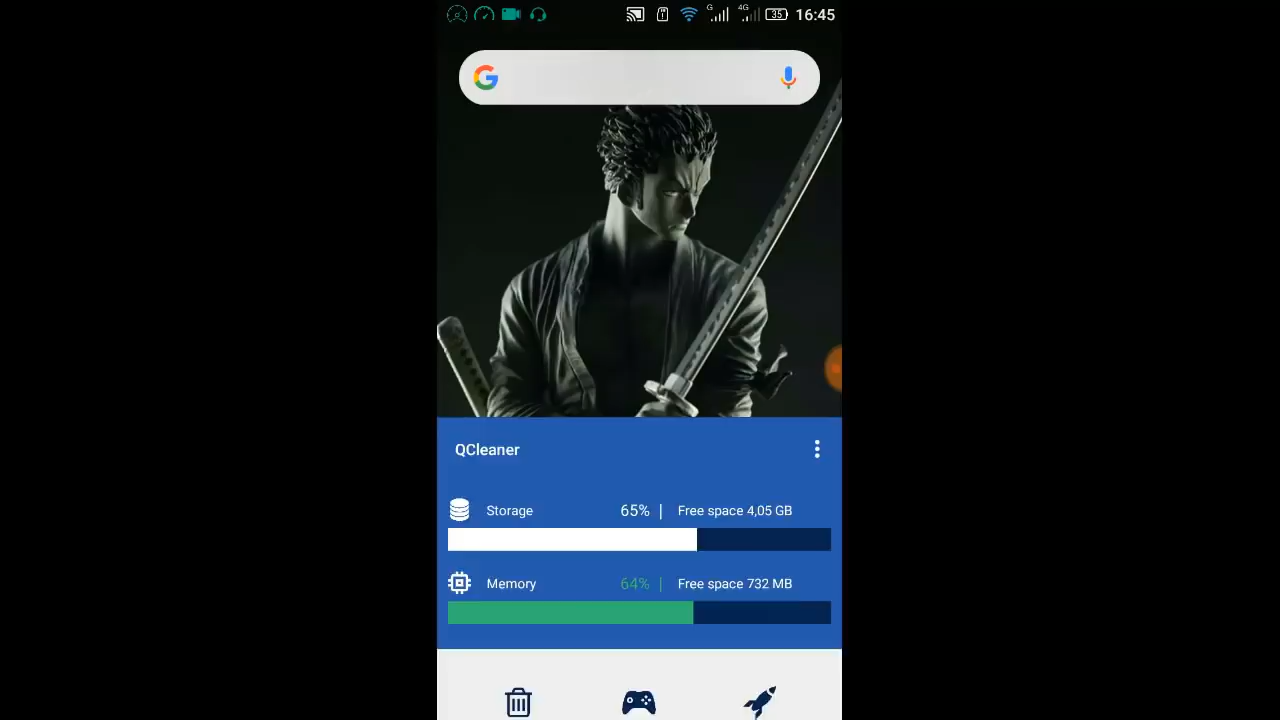 G 4G 35 16:45
QCleaner
Storage 65% | Free space 4,05 GB
Memory 64% | Free space 732 MB